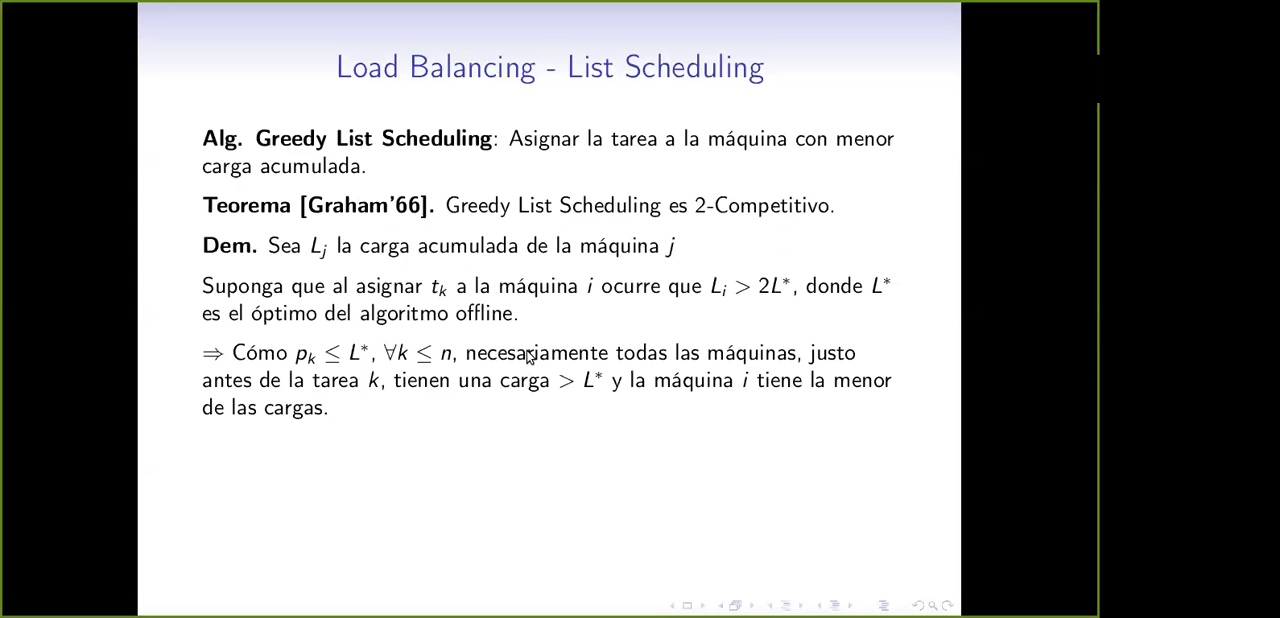 Load Balancing - List Scheduling
Alg. Greedy List Scheduling: Asignar la tarea a la máquina con menor
carga acumulada.
Teorema [Graham'66]. Greedy List Scheduling es 2-Competitivo.
Dem. Sea L_j la carga acumulada de la máquina j
Suponga que al asignar t_k a la máquina i ocurre que L_i > 2L*, donde L*
es el óptimo del algoritmo offline.
⇒ Cómo p_k ≤ L*, ∀k ≤ n, necesariamente todas las máquinas, justo
antes de la tarea k, tienen una carga > L* y la máquina i tiene la menor
de las cargas.